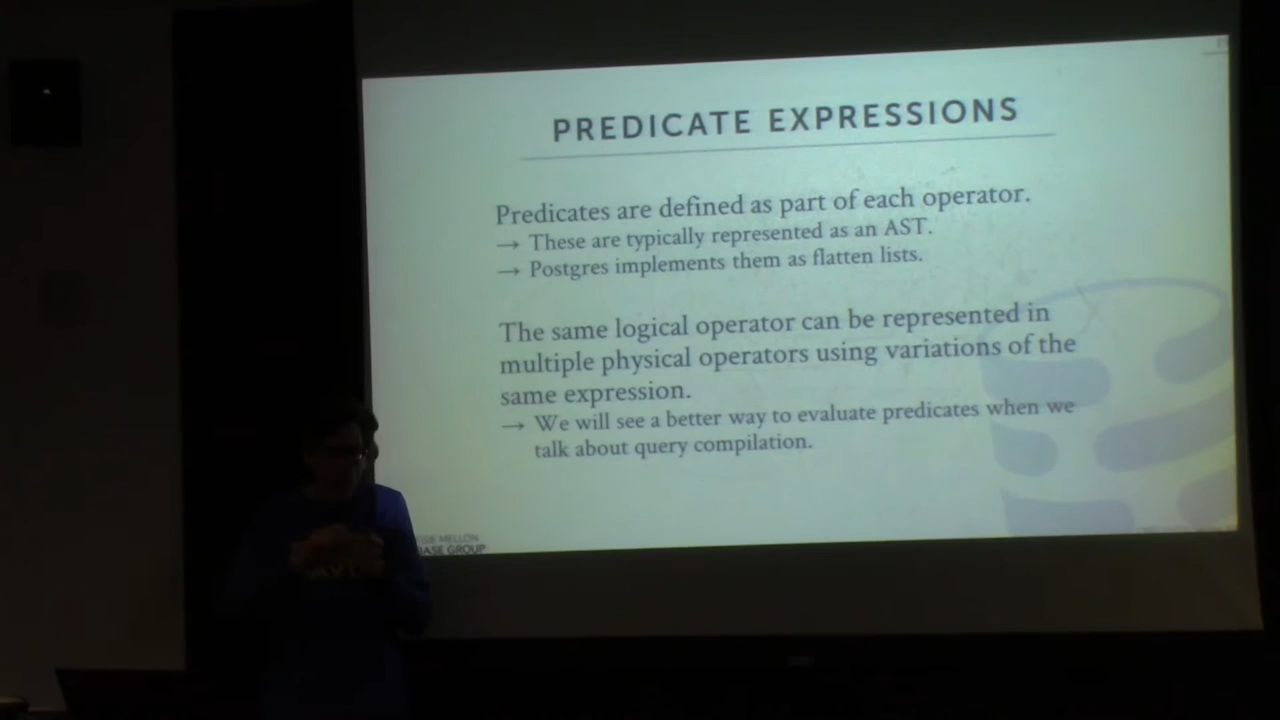 PREDICATE EXPRESSIONS
Predicates are defined as part of each operator.
→ These are typically represented as an AST.
→ Postgres implements them as flatten lists.
The same logical operator can be represented in
multiple physical operators using variations of the
same expression.
→ We will see a better way to evaluate predicates when we
talk about query compilation.
MELLON
GROUP